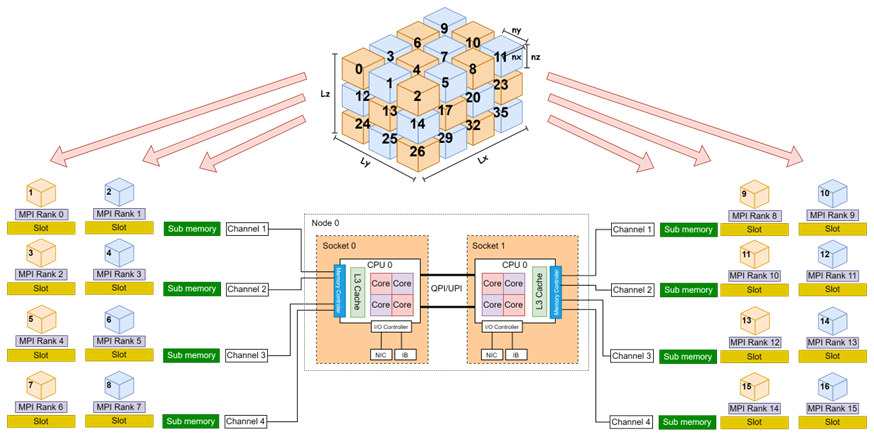 9
6
10
ny
3
7
11
nx
nz
0
4
8
1
5
23
Lz
12
2
20
13
17
35
24
14
32
25
29
26
Ly
Lx
1
2
MPI Rank 0
MPI Rank 1
Slot
Slot
Sub memory
Channel 1
3
4
MPI Rank 2
MPI Rank 3
Slot
Slot
Sub memory
Channel 2
5
6
MPI Rank 4
MPI Rank 5
Slot
Slot
Sub memory
Channel 3
7
8
MPI Rank 6
MPI Rank 7
Slot
Slot
Sub memory
Channel 4
Node 0
Socket 0
CPU 0
Memory Controller
L3 Cache
Core
Core
Core
Core
I/O Controller
NIC
IB
QPI/UPI
Socket 1
CPU 0
Core
Core
Core
Core
L3 Cache
Memory Controller
I/O Controller
NIC
IB
Channel 1
Sub memory
9
10
MPI Rank 8
MPI Rank 9
Slot
Slot
Channel 2
Sub memory
11
12
MPI Rank 10
MPI Rank 11
Slot
Slot
Channel 3
Sub memory
13
14
MPI Rank 12
MPI Rank 13
Slot
Slot
Channel 4
Sub memory
15
16
MPI Rank 14
MPI Rank 15
Slot
Slot